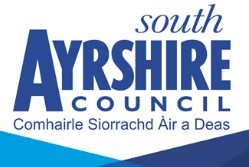 south
AYRSHIRE
COUNCIL
Comhairle Siorrachd Àir a Deas